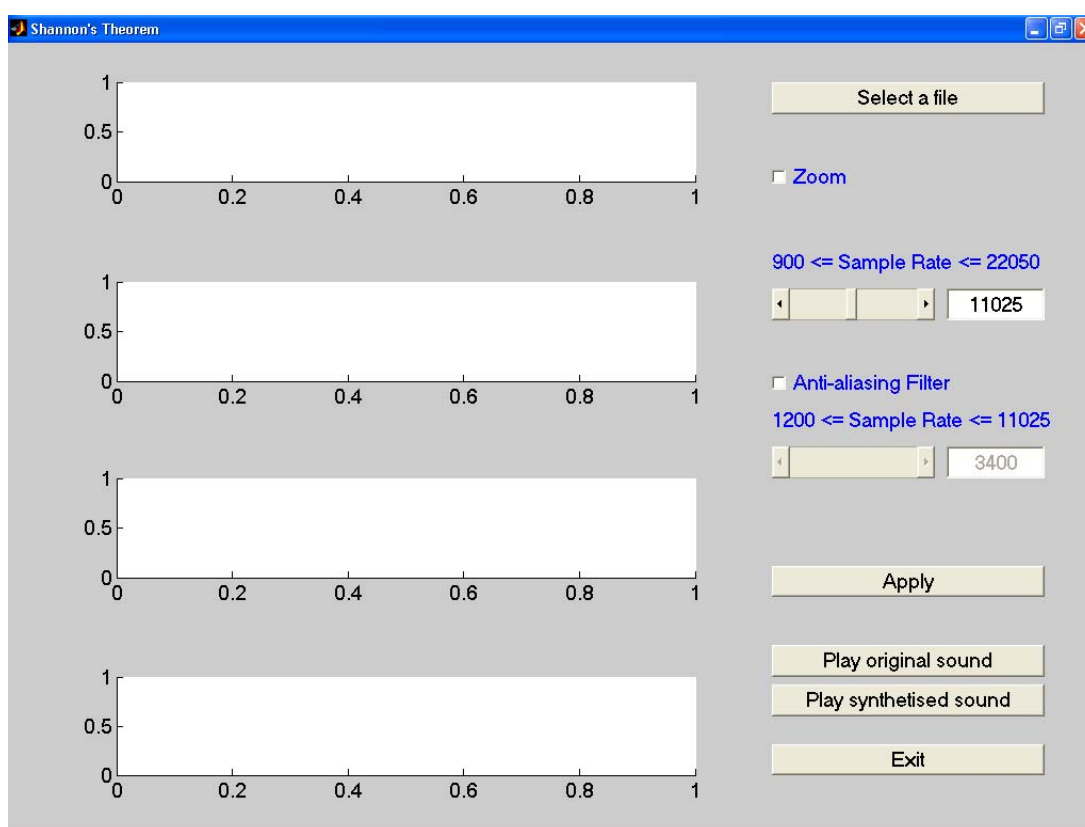 Shannon's Theorem
1
0.5
0
0 0.2 0.4 0.6 0.8 1
1
0.5
0
0 0.2 0.4 0.6 0.8 1
1
0.5
0
0 0.2 0.4 0.6 0.8 1
1
0.5
0
0 0.2 0.4 0.6 0.8 1
Select a file
Zoom
900 <= Sample Rate <= 22050
11025
Anti-aliasing Filter
1200 <= Sample Rate <= 11025
3400
Apply
Play original sound
Play synthetised sound
Exit